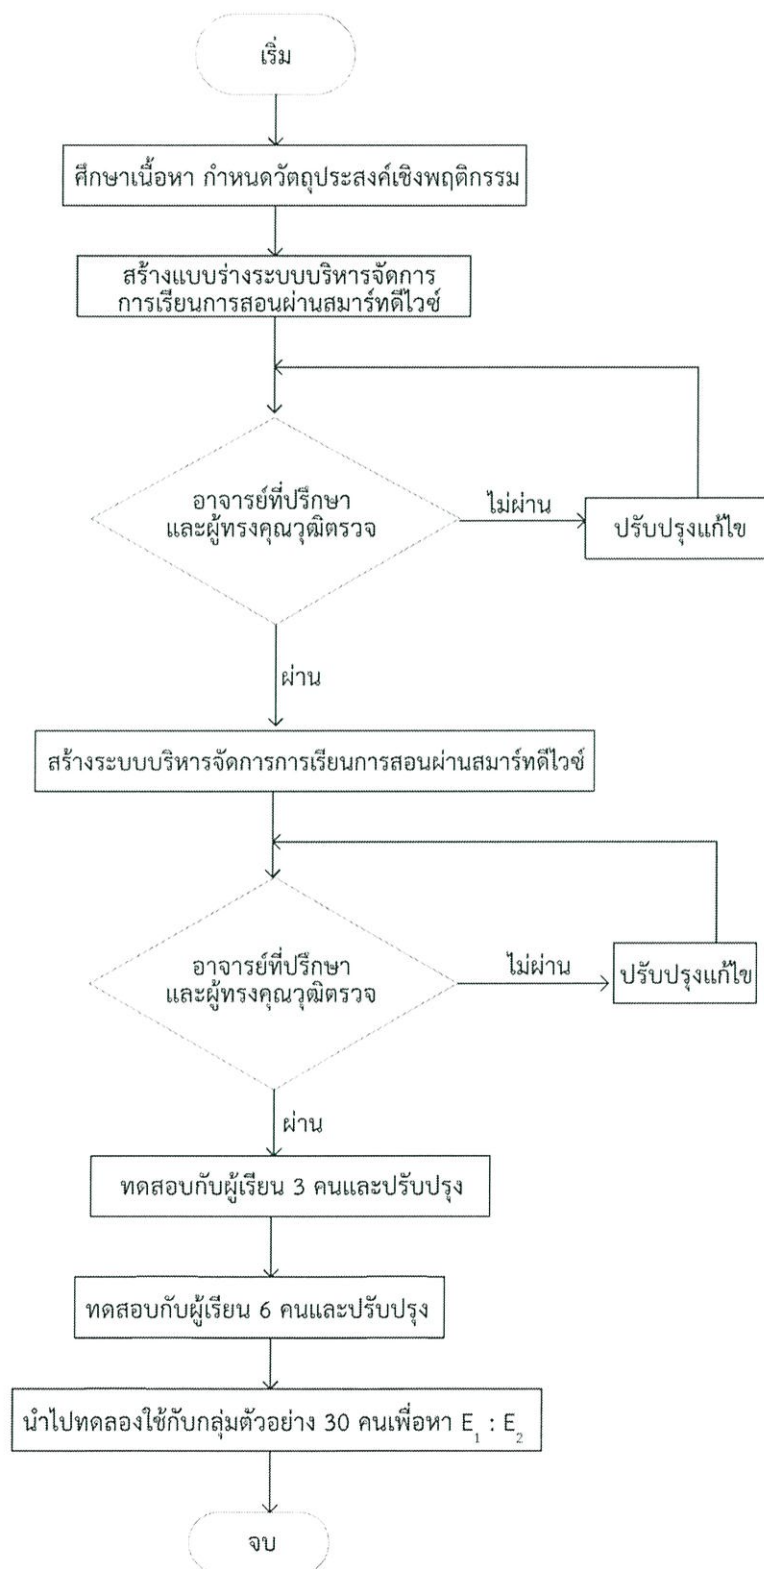 เริ่ม
ศึกษาเนื้อหา กำหนดวัตถุประสงค์เชิงพฤติกรรม
สร้างแบบร่างระบบบริหารจัดการ
การเรียนการสอนผ่านสมาร์ทดีไวซ์
อาจารย์ที่ปรึกษา
และผู้ทรงคุณวุฒิตรวจ
ไม่ผ่าน
ปรับปรุงแก้ไข
ผ่าน
สร้างระบบบริหารจัดการการเรียนการสอนผ่านสมาร์ทดีไวซ์
อาจารย์ที่ปรึกษา
และผู้ทรงคุณวุฒิตรวจ
ไม่ผ่าน
ปรับปรุงแก้ไข
ผ่าน
ทดสอบกับผู้เรียน 3 คนและปรับปรุง
ทดสอบกับผู้เรียน 6 คนและปรับปรุง
นำไปทดลองใช้กับกลุ่มตัวอย่าง 30 คนเพื่อหา E₁ : E₂
จบ